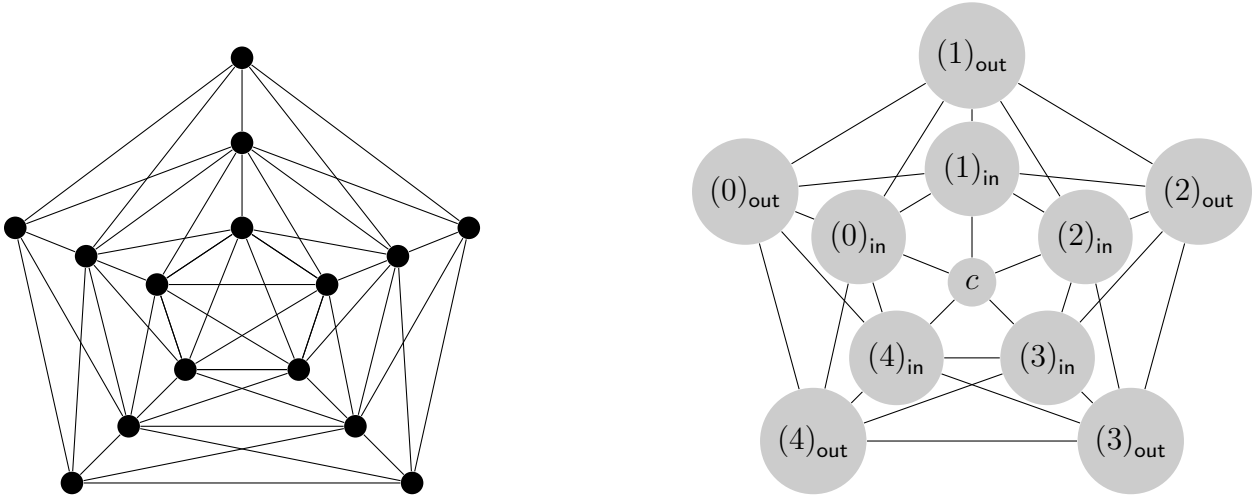 (1)out
(0)out
(1)in
(2)out
(0)in
(2)in
c
(4)in
(3)in
(4)out
(3)out